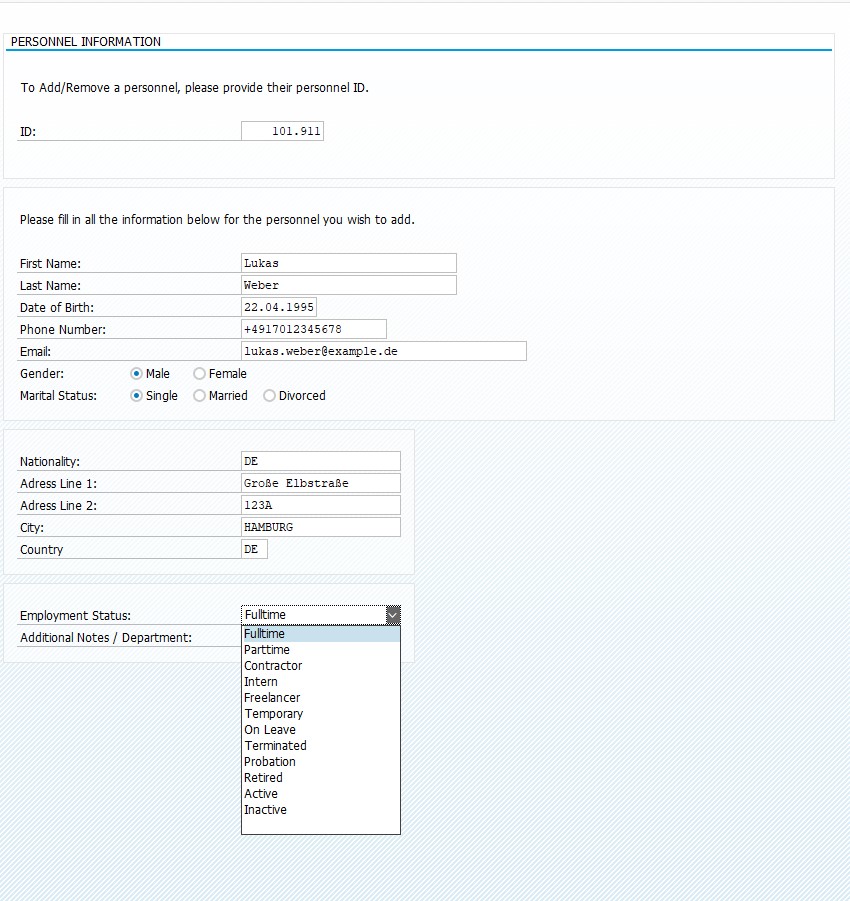 PERSONNEL INFORMATION
To Add/Remove a personnel, please provide their personnel ID.
ID: 101.911
Please fill in all the information below for the personnel you wish to add.
First Name: Lukas
Last Name: Weber
Date of Birth: 22.04.1995
Phone Number: +4917012345678
Email: lukas.weber@example.de
Gender: Male Female
Marital Status: Single Married Divorced
Nationality: DE
Adress Line 1: Große Elbstraße
Adress Line 2: 123A
City: HAMBURG
Country DE
Employment Status: Fulltime
Additional Notes / Department:
Fulltime
Parttime
Contractor
Intern
Freelancer
Temporary
On Leave
Terminated
Probation
Retired
Active
Inactive